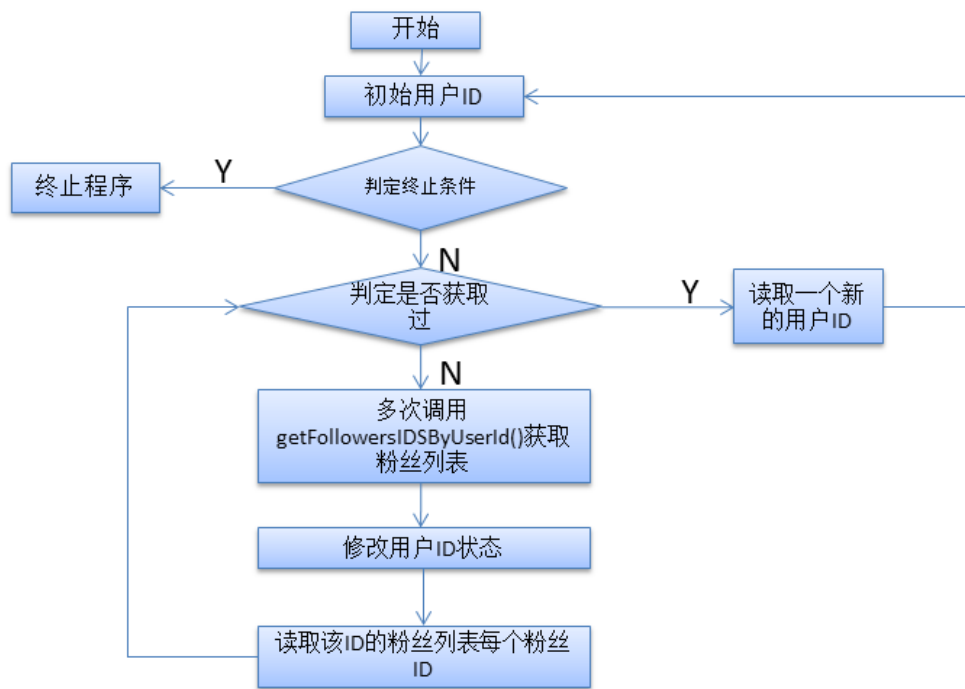 开始
初始用户ID
Y
终止程序
判定终止条件
N
判定是否获取
过
Y
读取一个新
的用户ID
N
多次调用
getFollowersIDSByUserId()获取
粉丝列表
修改用户ID状态
读取该ID的粉丝列表每个粉丝
ID